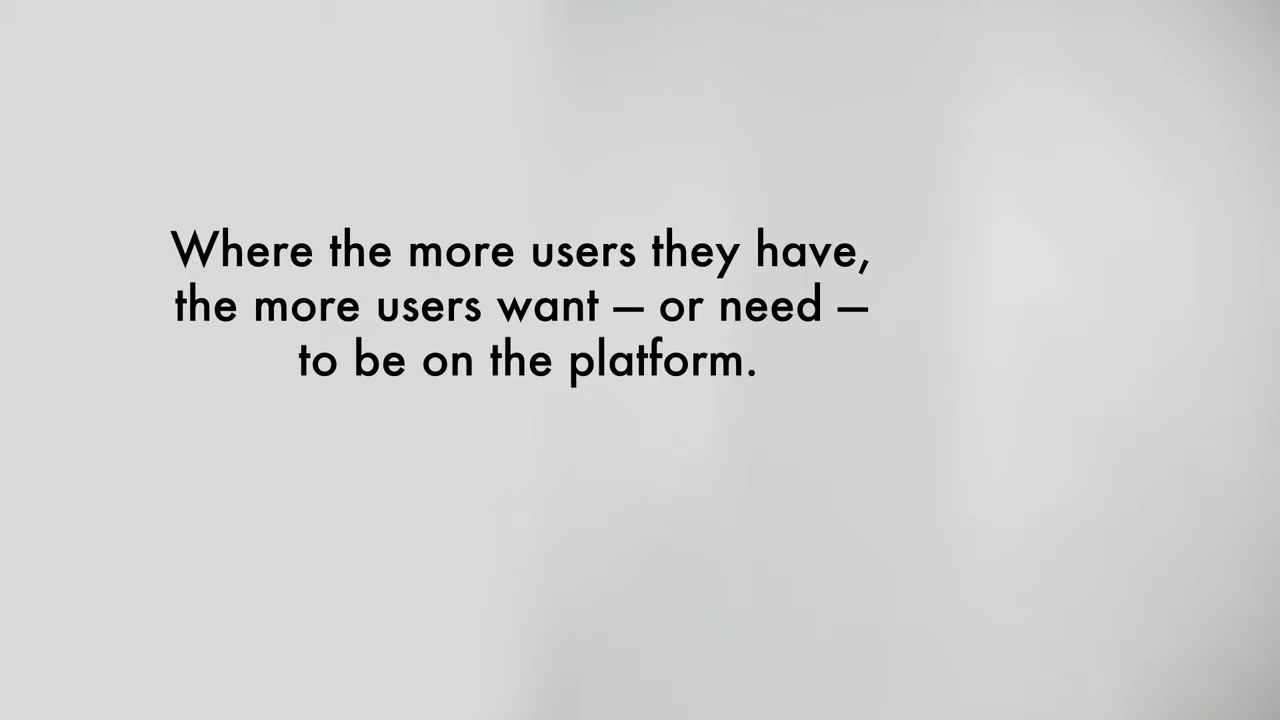 Where the more users they have,
the more users want — or need —
to be on the platform.